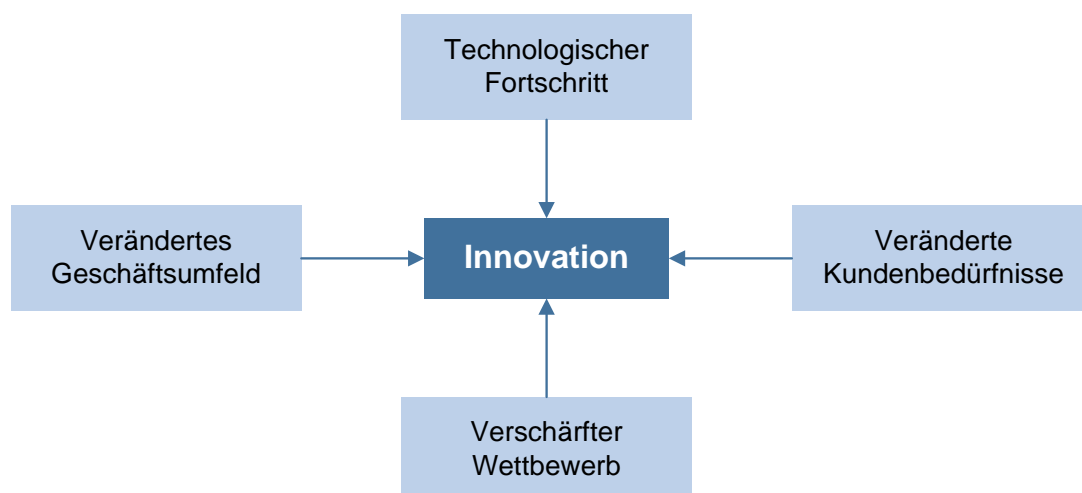 Technologischer
Fortschritt
Verändertes
Geschäftsumfeld
Innovation
Veränderte
Kundenbedürfnisse
Verschärfter
Wettbewerb